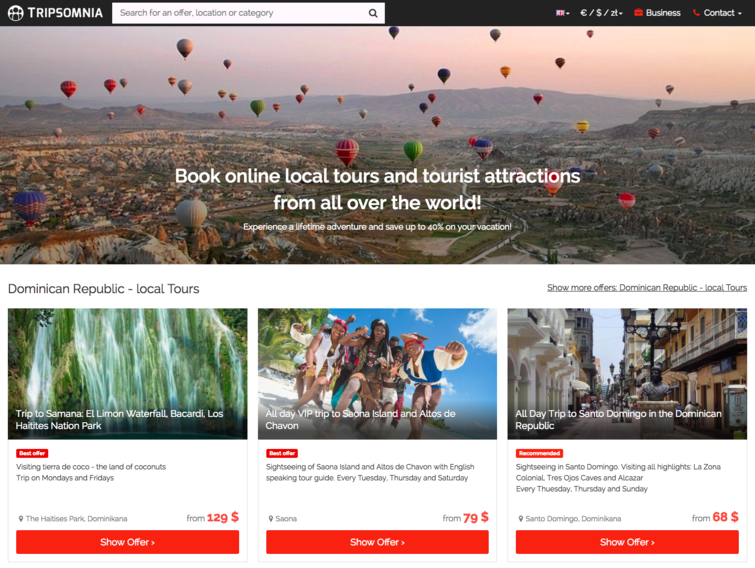 TRIPSOMNIA
Search for an offer, location or category
€ / $ / zł
Business
Contact
Book online local tours and tourist attractions
from all over the world!
Experience a lifetime adventure and save up to 40% on your vacation!
Dominican Republic - local Tours
Show more offers: Dominican Republic - local Tours
Trip to Samana: El Limon Waterfall, Bacardi, Los
Haitites Nation Park
Best offer
Visiting tierra de coco - the land of coconuts
Trip on Mondays and Fridays
The Haitises Park, Dominikana
from 129 $
Show Offer ›
All day VIP trip to Saona Island and Altos de
Chavon
Best offer
Sightseeing of Saona Island and Altos de Chavon with English
speaking tour guide. Every Tuesday, Thursday and Saturday
Saona
from 79 $
Show Offer ›
All Day Trip to Santo Domingo in the Dominican
Republic
Recommended
Sightseeing in Santo Domingo. Visiting all highlights: La Zona
Colonial, Tres Ojos Caves and Alcazar
Every Thuesday, Thursday and Sunday
Santo Domingo, Dominikana
from 68 $
Show Offer ›